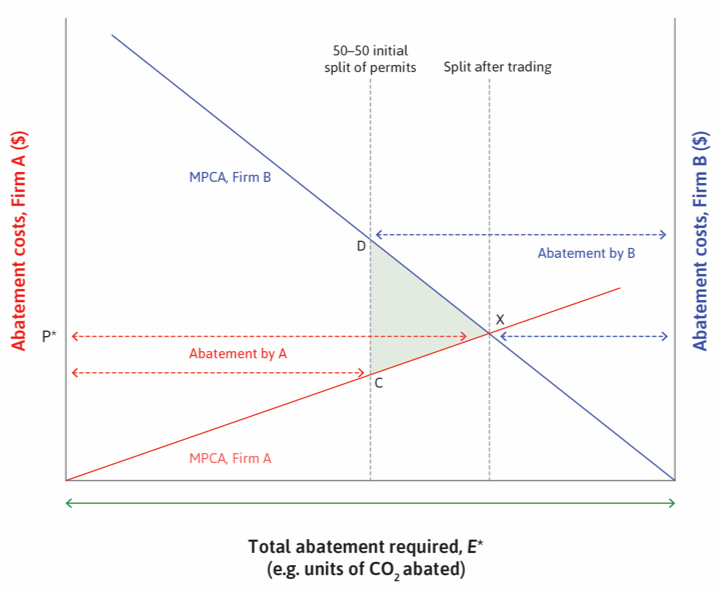 50–50 initial
split of permits
Split after trading
Abatement costs, Firm A ($)
Abatement costs, Firm B ($)
MPCA, Firm B
D
Abatement by B
X
P*
Abatement by A
C
MPCA, Firm A
Total abatement required, E*
(e.g. units of CO₂ abated)